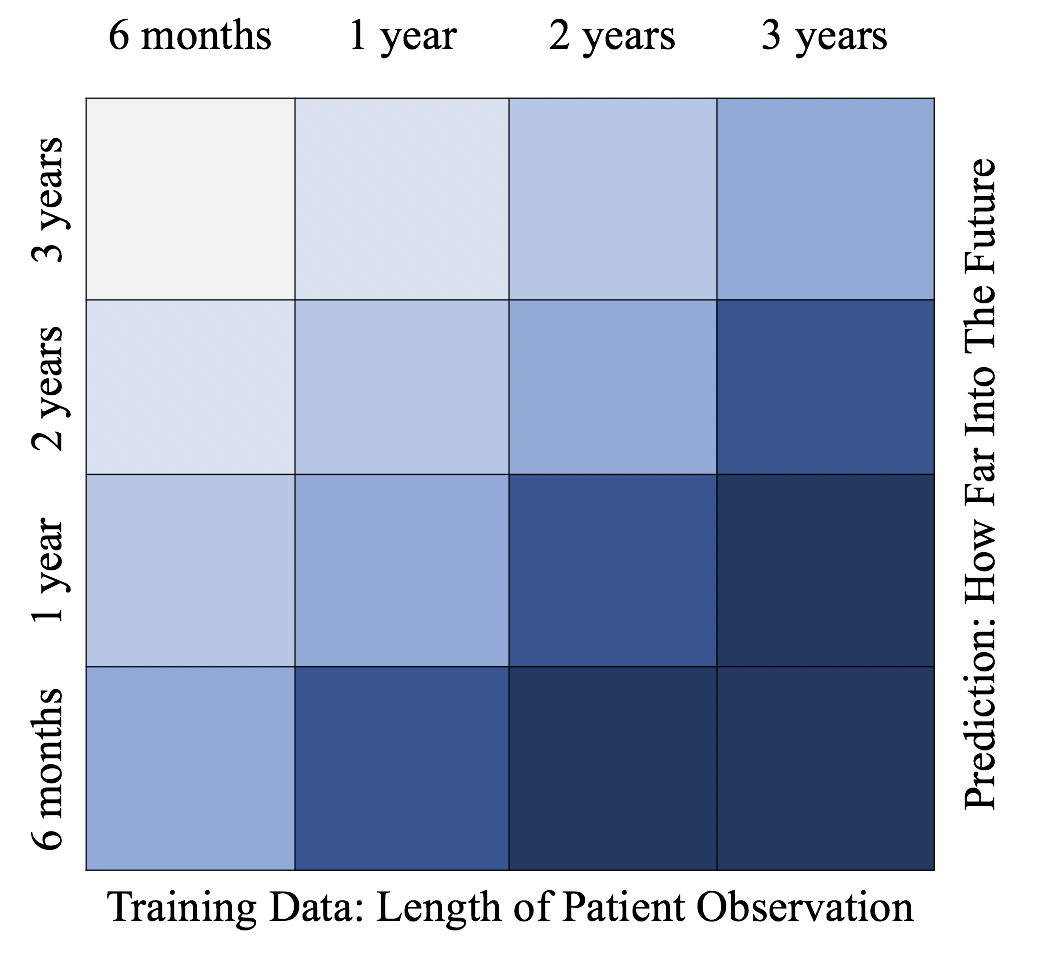 6 months 1 year 2 years 3 years
3 years
2 years
1 year
6 months
Prediction: How Far Into The Future
Training Data: Length of Patient Observation